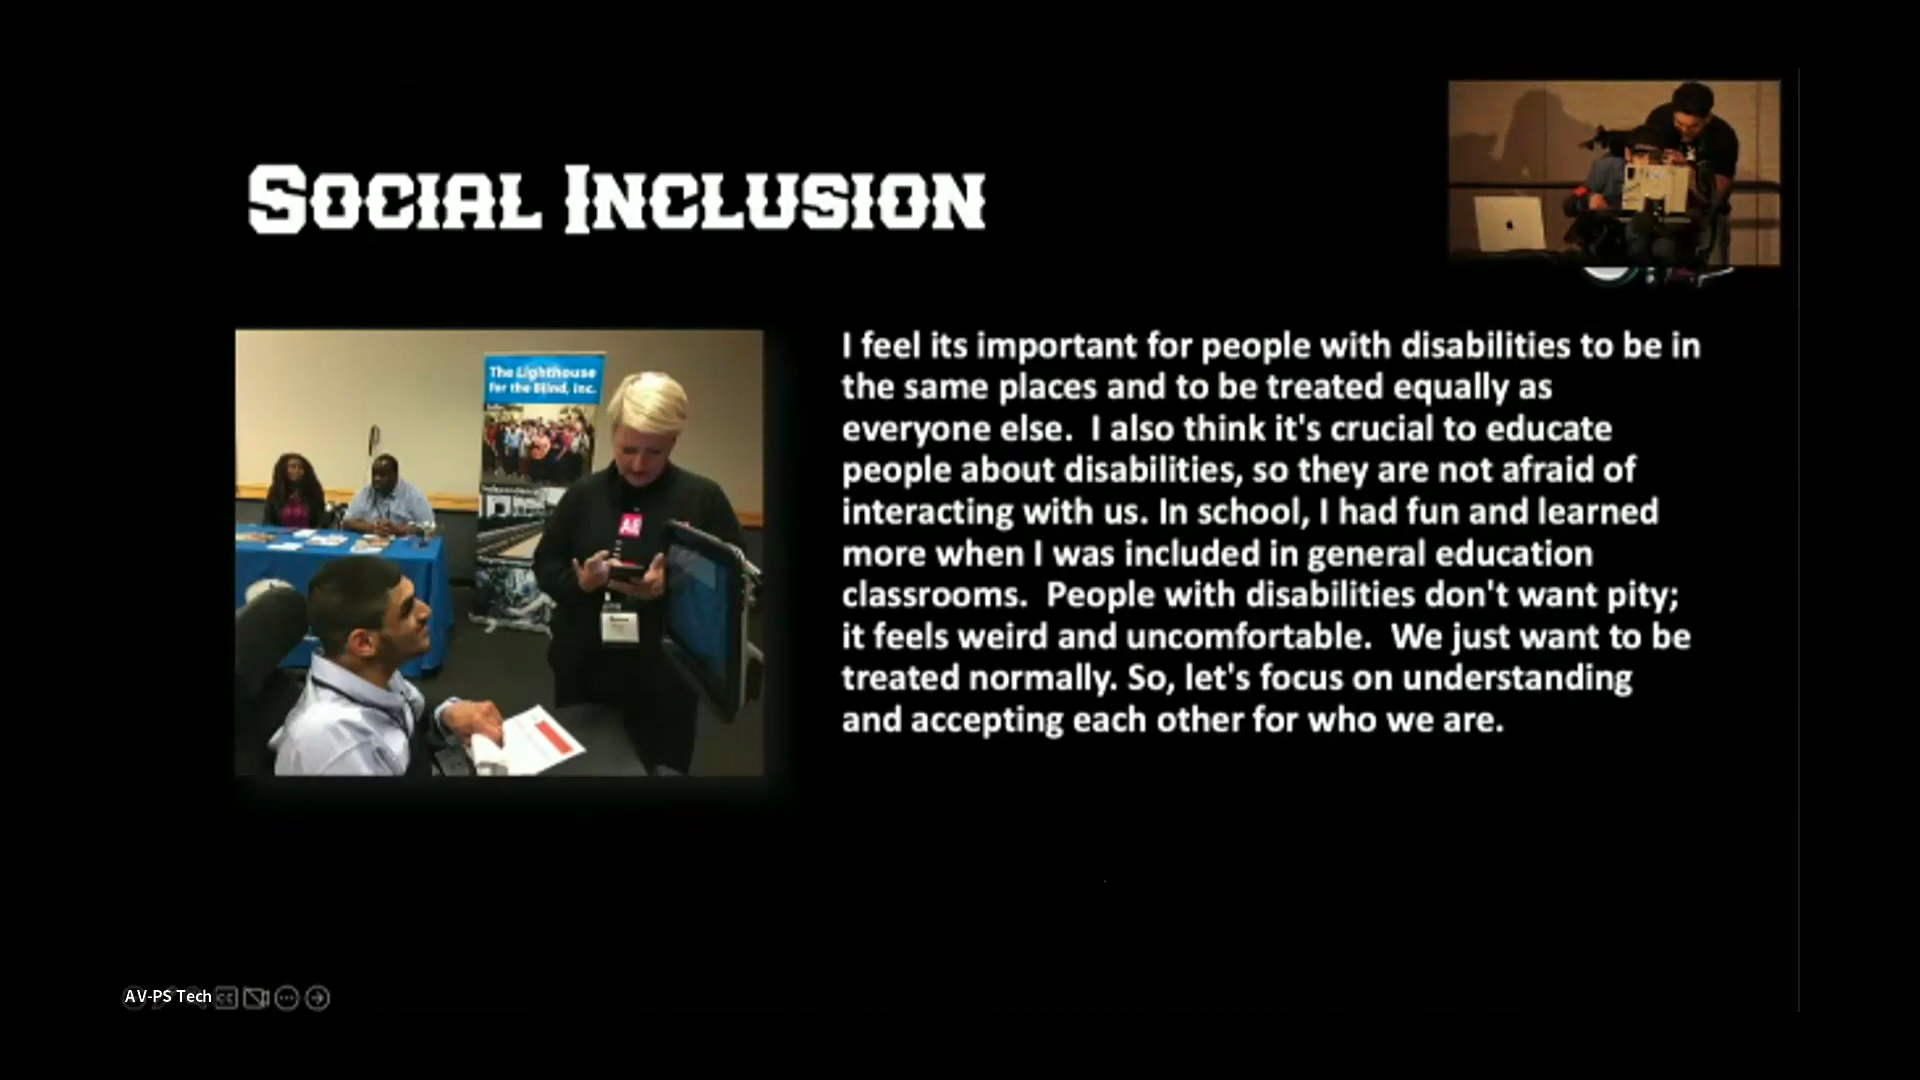 Social Inclusion
The Lighthouse
for the Blind, Inc.
I feel its important for people with disabilities to be in
the same places and to be treated equally as
everyone else.  I also think it's crucial to educate
people about disabilities, so they are not afraid of
interacting with us. In school, I had fun and learned
more when I was included in general education
classrooms.  People with disabilities don't want pity;
it feels weird and uncomfortable.  We just want to be
treated normally. So, let's focus on understanding
and accepting each other for who we are.
AV-PS Tech